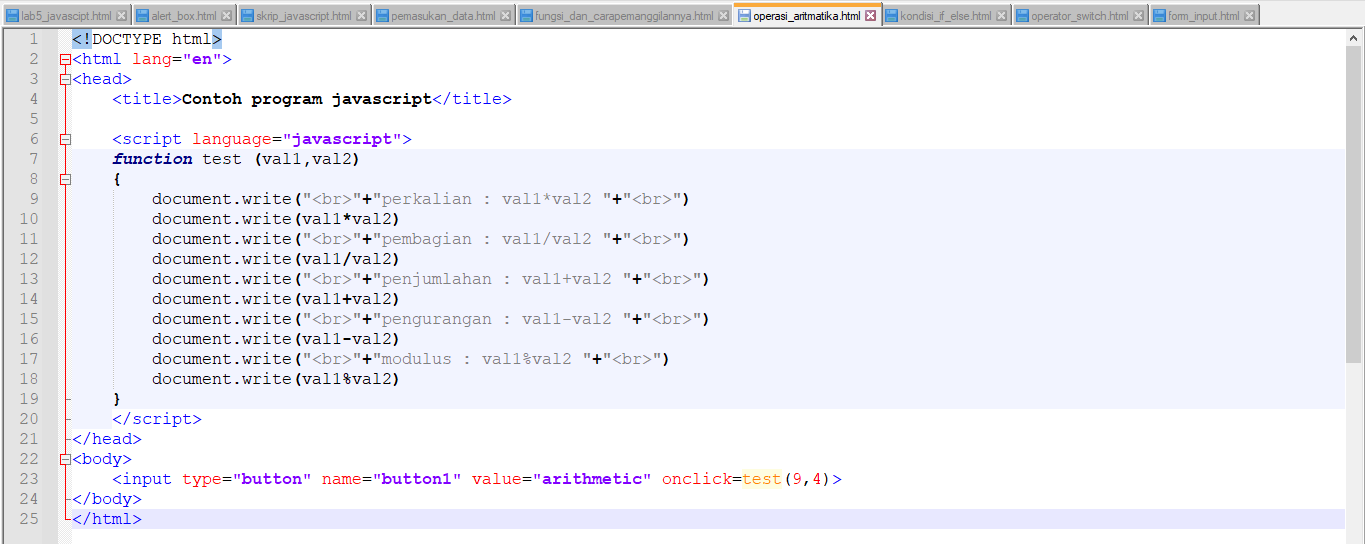 lab5_javascipt.html alert_box.html skrip_javascript.html pemasukan_data.html fungsi_dan_carapemanggilannya.html operasi_aritmatika.html kondisi_if_else.html operator_switch.html form_input.html
1 <!DOCTYPE html>
2 <html lang="en">
3 <head>
4 <title>Contoh program javascript</title>
5
6 <script language="javascript">
7 function test (val1,val2)
8 {
9 document.write("<br>"+"perkalian : val1*val2 "+"<br>")
10 document.write(val1*val2)
11 document.write("<br>"+"pembagian : val1/val2 "+"<br>")
12 document.write(val1/val2)
13 document.write("<br>"+"penjumlahan : val1+val2 "+"<br>")
14 document.write(val1+val2)
15 document.write("<br>"+"pengurangan : val1-val2 "+"<br>")
16 document.write(val1-val2)
17 document.write("<br>"+"modulus : val1%val2 "+"<br>")
18 document.write(val1%val2)
19 }
20 </script>
21 </head>
22 <body>
23 <input type="button" name="button1" value="arithmetic" onclick=test(9,4)>
24 </body>
25 </html>